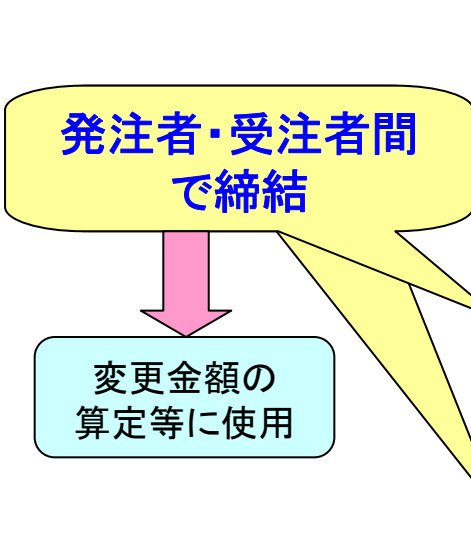 発注者・受注者間
で締結
変更金額の
算定等に使用